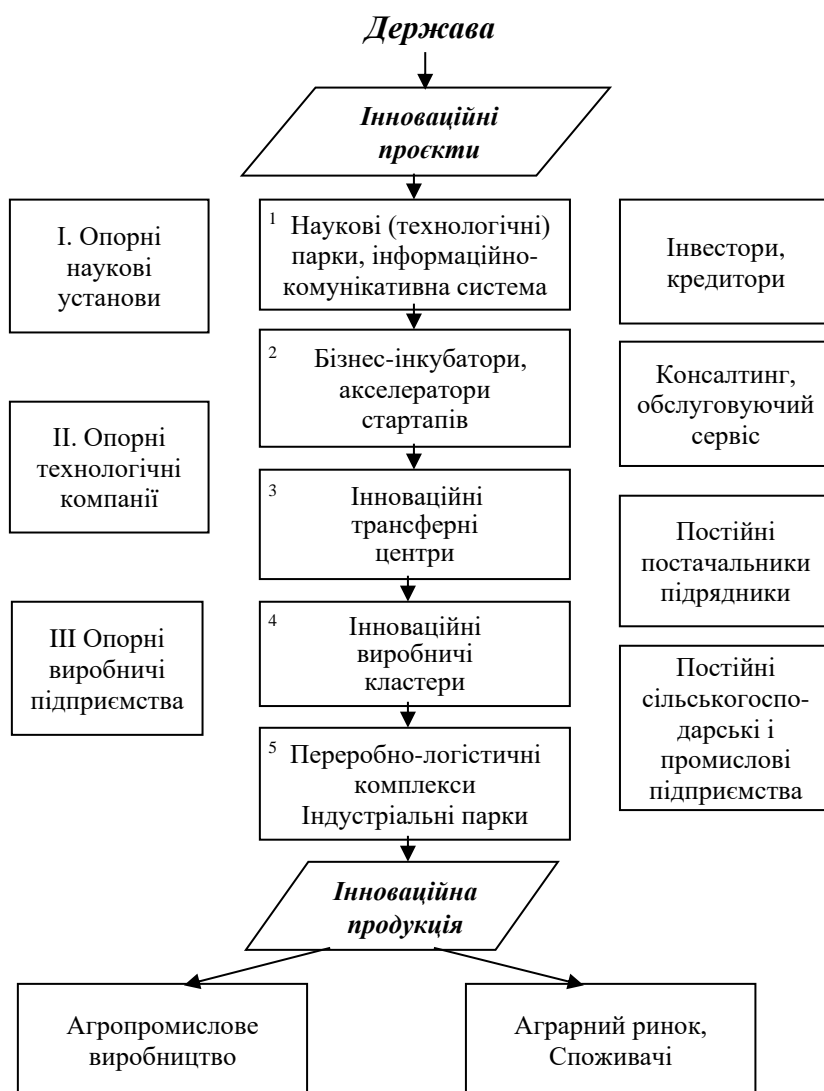 Держава
Інноваційні
проєкти
I. Опорні
наукові
установи
1 Наукові (технологічні)
парки, інформаційно-
комунікативна система
Інвестори,
кредитори
2 Бізнес-інкубатори,
акселератори
стартапів
Консалтинг,
обслуговуючий
сервіс
II. Опорні
технологічні
компанії
3 Інноваційні
трансферні
центри
Постійні
постачальники
підрядники
III Опорні
виробничі
підприємства
4 Інноваційні
виробничі
кластери
Постійні
сільськогоспо-
дарські і
промислові
підприємства
5 Переробно-логістичні
комплекси
Індустріальні парки
Інноваційна
продукція
Агропромислове
виробництво
Аграрний ринок,
Споживачі